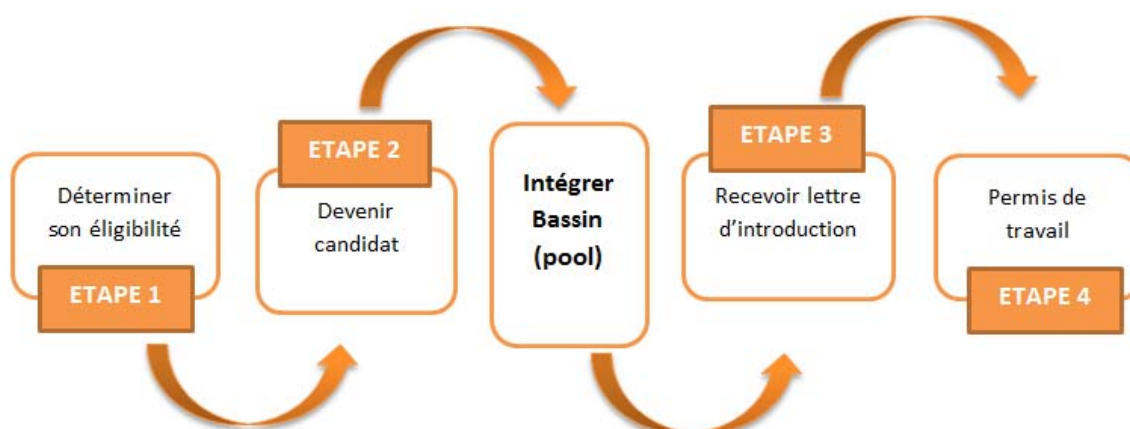 Déterminer
son éligibilité
ETAPE 1
ETAPE 2
Devenir
candidat
Intégrer
Bassin
(pool)
ETAPE 3
Recevoir lettre
d'introduction
Permis de
travail
ETAPE 4